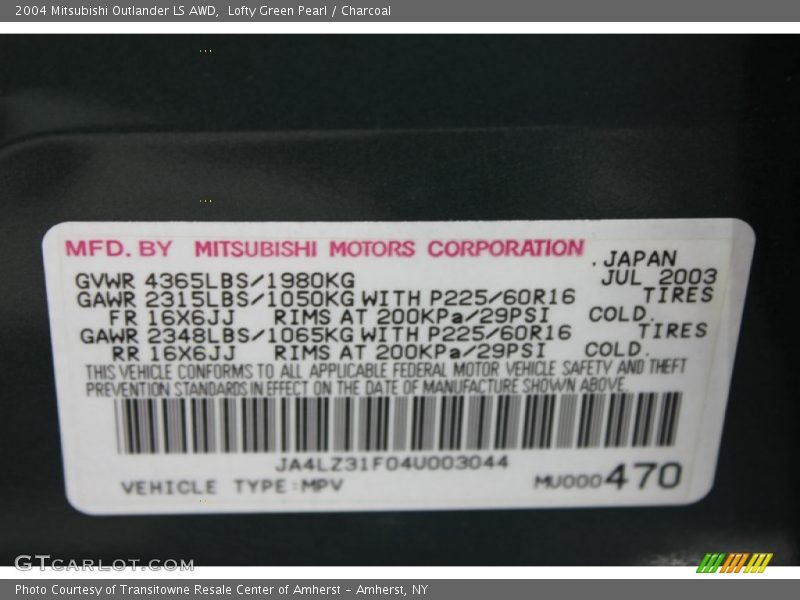 2004 Mitsubishi Outlander LS AWD, Lofty Green Pearl / Charcoal
MFD. BY MITSUBISHI MOTORS CORPORATION . JAPAN
GVWR 4365LBS/1980KG JUL 2003
GAWR 2315LBS/1050KG WITH P225/60R16 TIRES
FR 16X6JJ RIMS AT 200KPa/29PSI COLD.
GAWR 2348LBS/1065KG WITH P225/60R16 TIRES
RR 16X6JJ RIMS AT 200KPa/29PSI COLD.
THIS VEHICLE CONFORMS TO ALL APPLICABLE FEDERAL MOTOR VEHICLE SAFETY AND THEFT
PREVENTION STANDARDS IN EFFECT ON THE DATE OF MANUFACTURE SHOWN ABOVE.
JA4LZ31F04U003044
VEHICLE TYPE:MPV MU000470
GTCARLOT.COM
Photo Courtesy of Transitowne Resale Center of Amherst - Amherst, NY